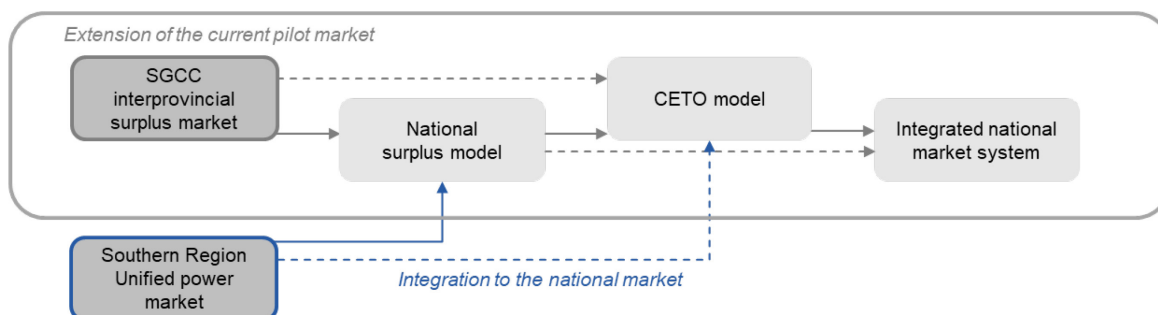 Extension of the current pilot market
SGCC
interprovincial
surplus market
National
surplus model
CETO model
Integrated national
market system
Southern Region
Unified power
market
Integration to the national market